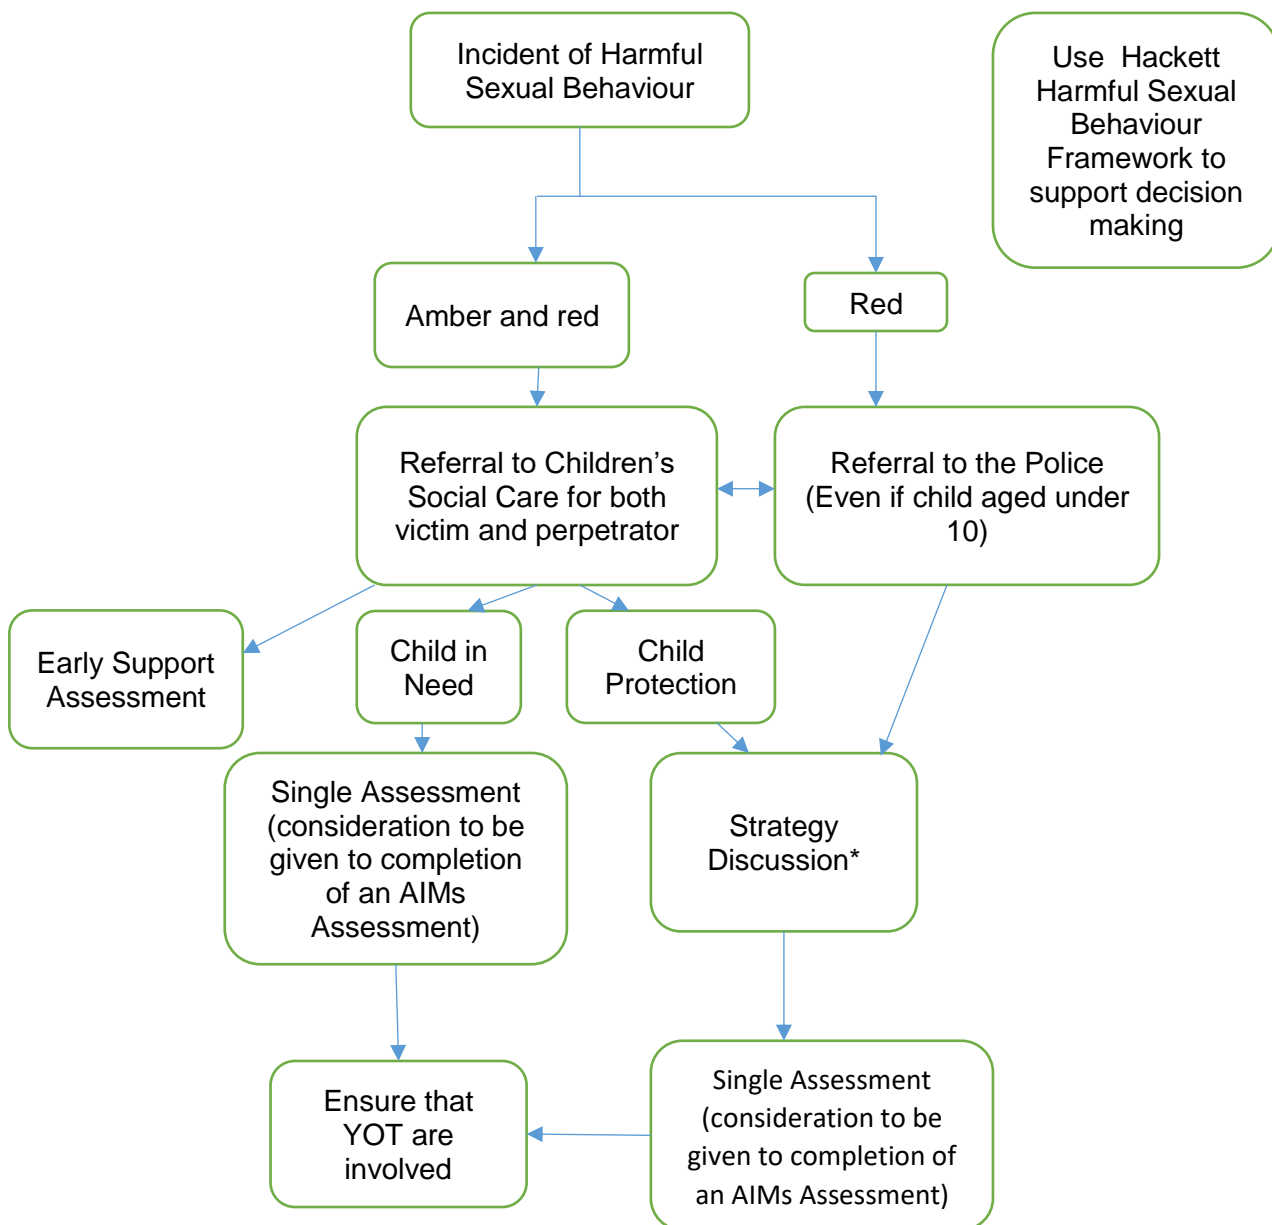 Incident of Harmful
Sexual Behaviour
Use Hackett
Harmful Sexual
Behaviour
Framework to
support decision
making
Amber and red
Red
Referral to Children’s
Social Care for both
victim and perpetrator
Referral to the Police
(Even if child aged under
10)
Early Support
Assessment
Child in
Need
Child
Protection
Single Assessment
(consideration to be
given to completion
of an AIMs
Assessment)
Strategy
Discussion*
Ensure that
YOT are
involved
Single Assessment
(consideration to be
given to completion of
an AIMs Assessment)